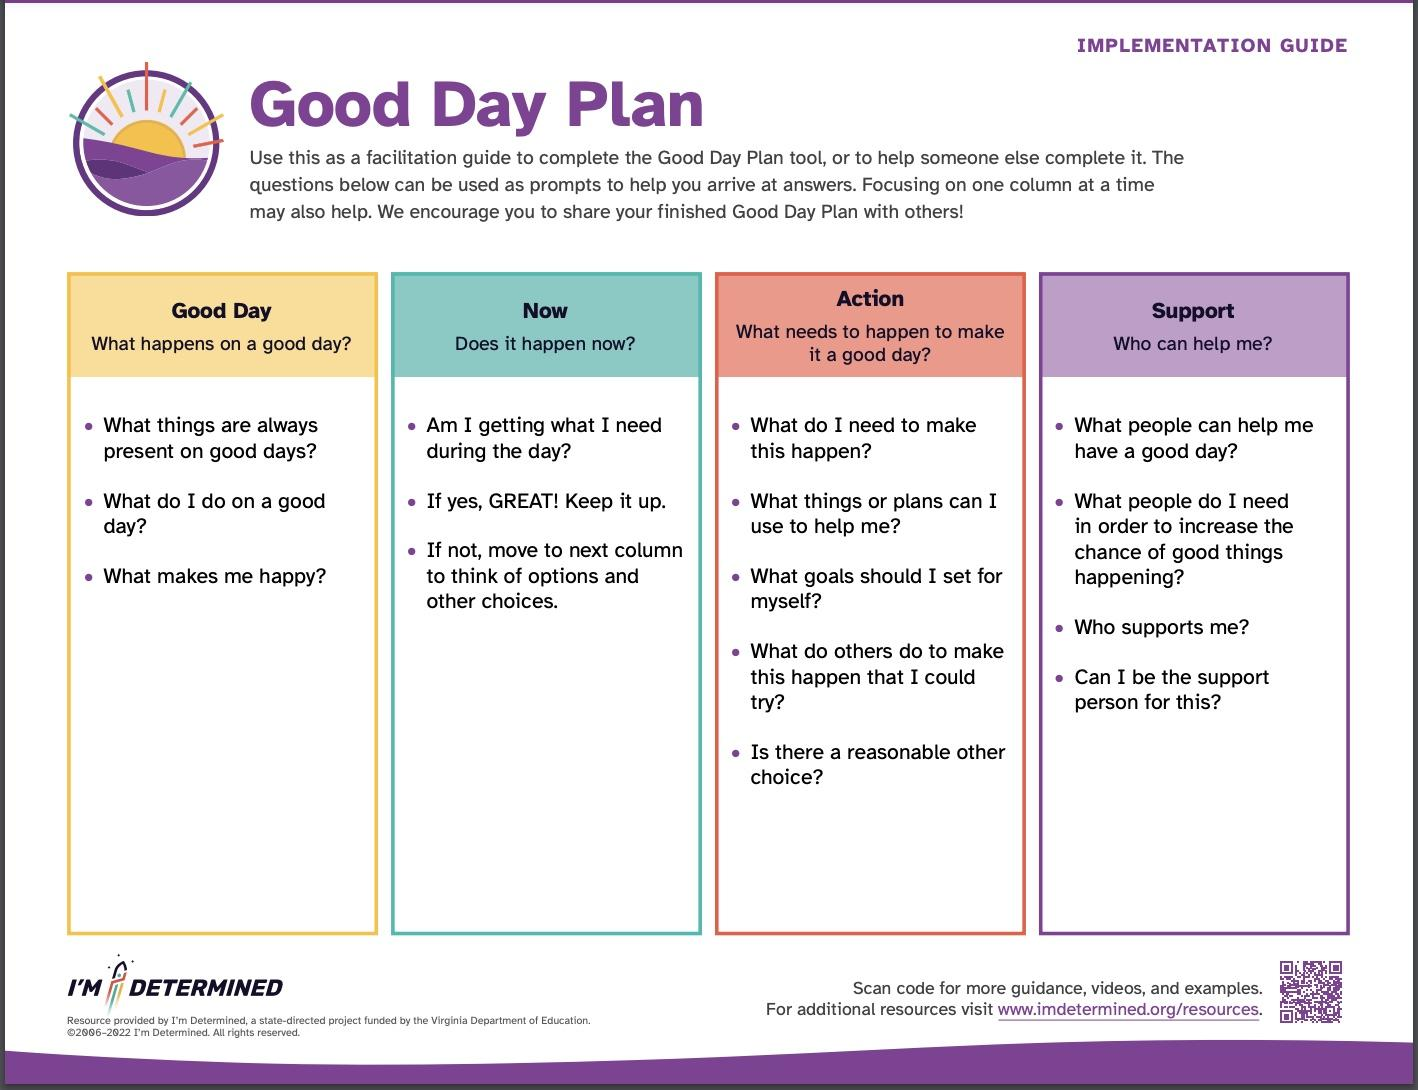 IMPLEMENTATION GUIDE
Good Day Plan
Use this as a facilitation guide to complete the Good Day Plan tool, or to help someone else complete it. The
questions below can be used as prompts to help you arrive at answers. Focusing on one column at a time
may also help. We encourage you to share your finished Good Day Plan with others!
Good Day
What happens on a good day?
• What things are always
present on good days?
• What do I do on a good
day?
• What makes me happy?
Now
Does it happen now?
• Am I getting what I need
during the day?
• If yes, GREAT! Keep it up.
• If not, move to next column
to think of options and
other choices.
Action
What needs to happen to make
it a good day?
• What do I need to make
this happen?
• What things or plans can I
use to help me?
• What goals should I set for
myself?
• What do others do to make
this happen that I could
try?
• Is there a reasonable other
choice?
Support
Who can help me?
• What people can help me
have a good day?
• What people do I need
in order to increase the
chance of good things
happening?
• Who supports me?
• Can I be the support
person for this?
I'M DETERMINED
Resource provided by I'm Determined, a state-directed project funded by the Virginia Department of Education.
©2006–2022 I'm Determined. All rights reserved.
Scan code for more guidance, videos, and examples.
For additional resources visit www.imdetermined.org/resources.